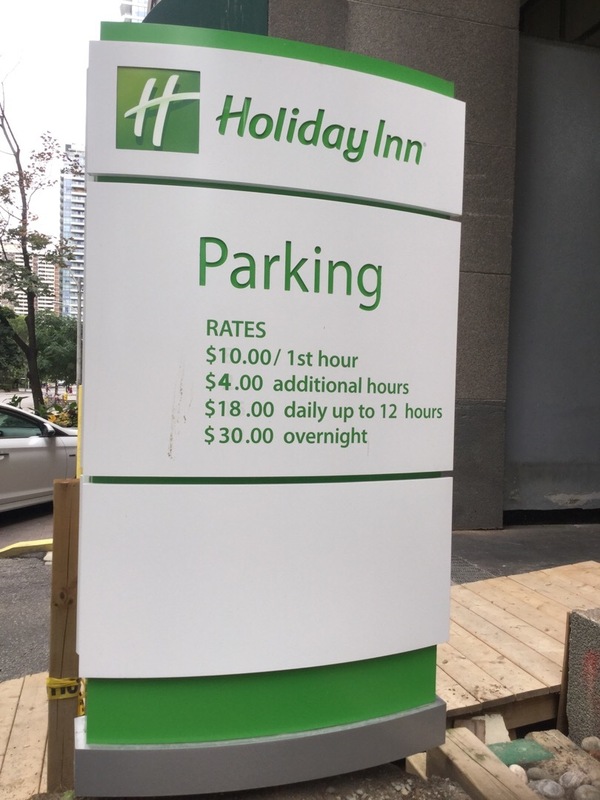 H Holiday Inn
Parking
RATES
$10.00/ 1st hour
$4.00 additional hours
$18.00 daily up to 12 hours
$30.00 overnight